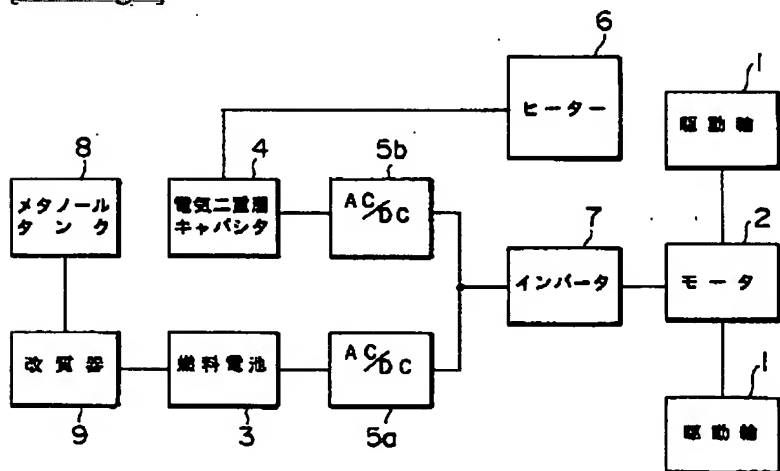 6
ヒーター
1
駆動輪
8
メタノール
タンク
4
電気二重層
キャパシタ
5b
AC/DC
7
インバータ
2
モータ
改質器
9
燃料電池
3
AC/DC
5a
1
駆動輪